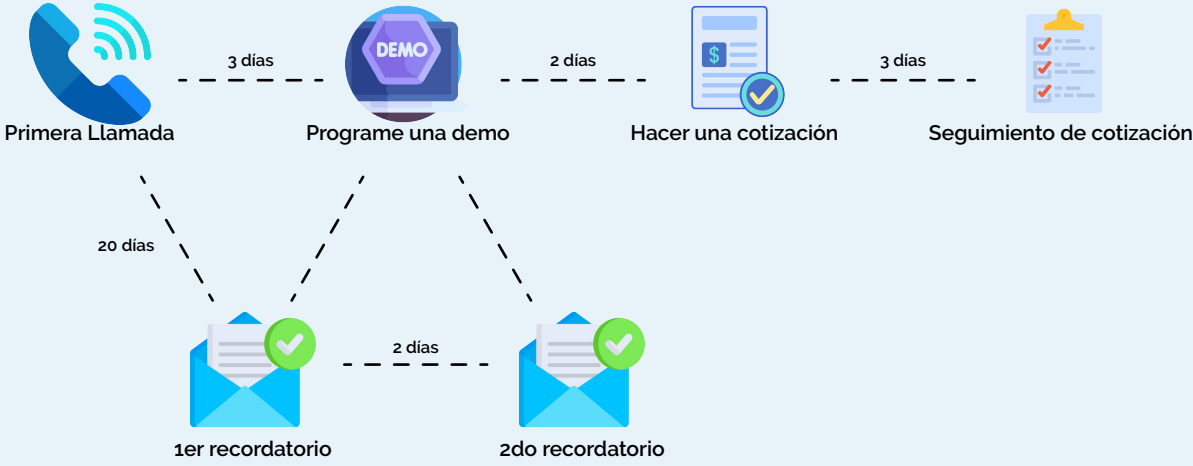 3 días
DEMO
2 días
$
3 días
Primera Llamada
Programe una demo
Hacer una cotización
Seguimiento de cotización
20 días
2 días
1er recordatorio
2do recordatorio